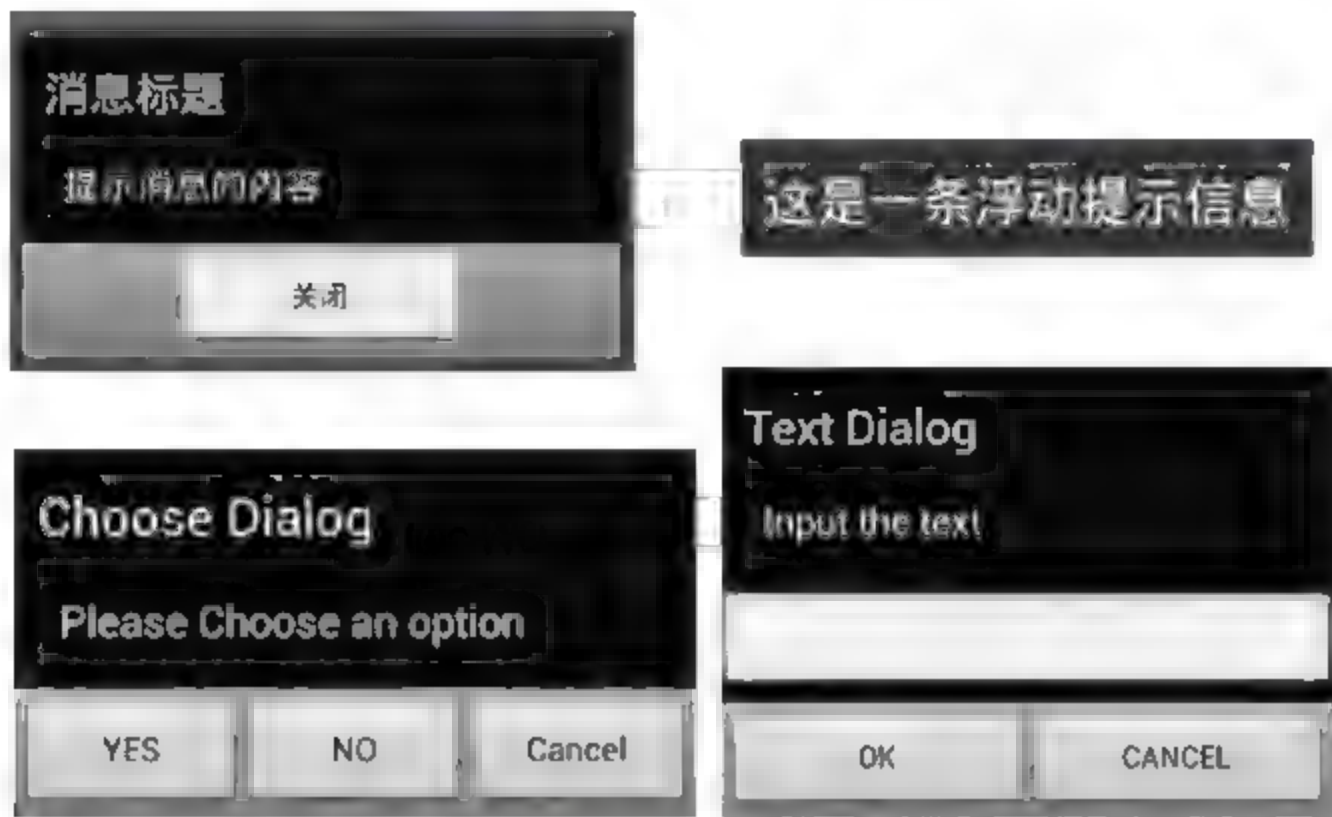 消息标题
提示消息的内容
关闭
这是一条浮动提示信息
Choose Dialog
Please Choose an option
YES
NO
Cancel
Text Dialog
Input the text
OK
CANCEL